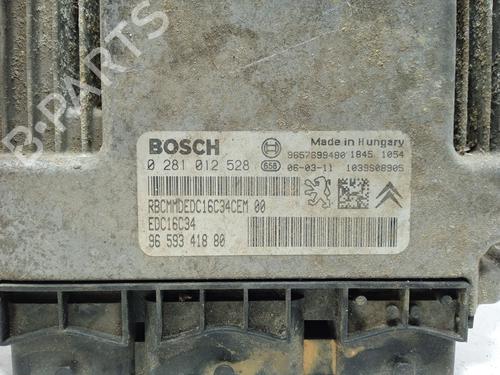 B-PARTS
BOSCH
Made in Hungary
0 281 012 528
658
9657699480 1845 1054
06-03-11 1039S08905
RBCMMDEDC16C34CEM 00
EDC16C34
96 593 418 80